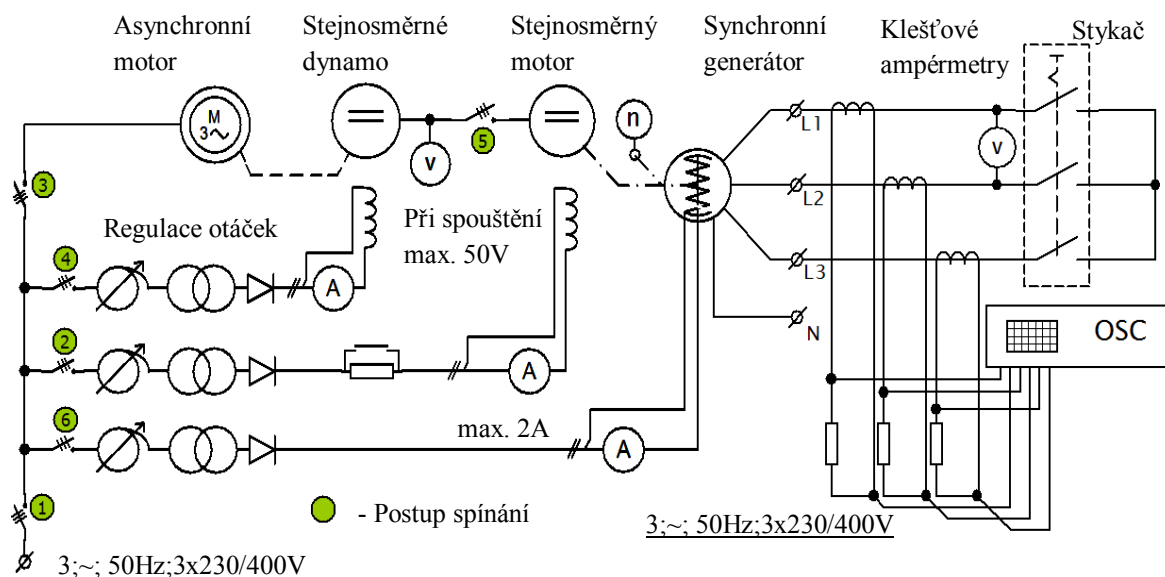 Asynchronní
motor
Stejnosměrné
dynamo
Stejnosměrný
motor
Synchronní
generátor
Klešťové
ampérmetry
Stykač
M
3~
n
V
5
L1
V
3
L2
Regulace otáček
Při spouštění
max. 50V
4
A
L3
N
OSC
2
A
6
max. 2A
A
1
- Postup spínání
3;~; 50Hz;3x230/400V
3;~; 50Hz;3x230/400V